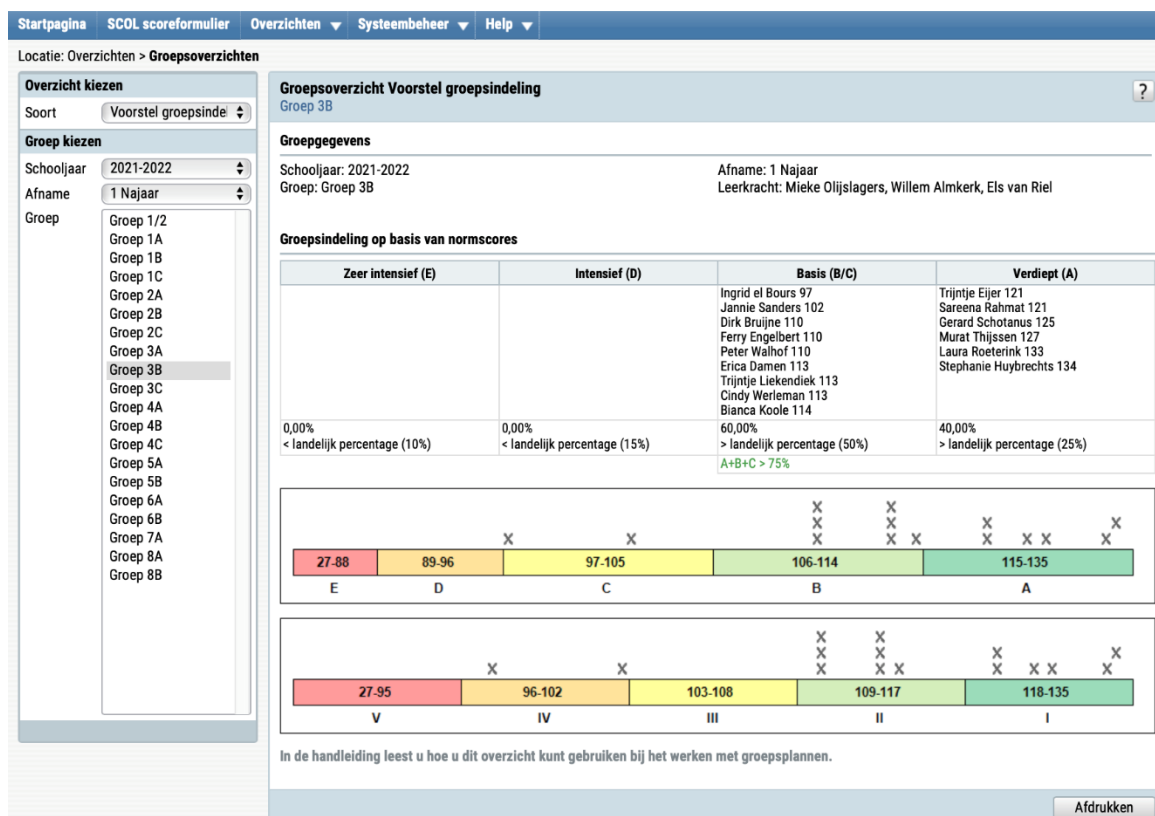 Startpagina SCOL scoreformulier Overzichten Systeembeheer Help
Locatie: Overzichten > Groepsoverzichten
Overzicht kiezen
Soort Voorstel groepsinde
Groep kiezen
Schooljaar 2021-2022
Afname 1 Najaar
Groep
Groep 1/2
Groep 1A
Groep 1B
Groep 1C
Groep 2A
Groep 2B
Groep 2C
Groep 3A
Groep 3B
Groep 3C
Groep 4A
Groep 4B
Groep 4C
Groep 5A
Groep 5B
Groep 6A
Groep 6B
Groep 7A
Groep 8A
Groep 8B
Groepsoverzicht Voorstel groepsindeling ?
Groep 3B
Groepgegevens
Schooljaar: 2021-2022 Afname: 1 Najaar
Groep: Groep 3B Leerkracht: Mieke Olijslagers, Willem Almkerk, Els van Riel
Groepsindeling op basis van normscores
Zeer intensief (E) Intensief (D) Basis (B/C) Verdiept (A)
Ingrid el Bours 97 Trijntje Eijer 121
Jannie Sanders 102 Sareena Rahmat 121
Dirk Bruijne 110 Gerard Schotanus 125
Ferry Engelbert 110 Murat Thijssen 127
Peter Walhof 110 Laura Roeterink 133
Erica Damen 113 Stephanie Huybrechts 134
Trijntje Liekendiek 113
Cindy Werleman 113
Bianca Koole 114
0,00% 0,00% 60,00% 40,00%
< landelijk percentage (10%) < landelijk percentage (15%) > landelijk percentage (50%) > landelijk percentage (25%)
A+B+C > 75%
X X
X X X X
X X X X X X X X X
27-88 89-96 97-105 106-114 115-135
E D C B A
X X
X X X X
X X X X X X X X X
27-95 96-102 103-108 109-117 118-135
V IV III II I
In de handleiding leest u hoe u dit overzicht kunt gebruiken bij het werken met groepsplannen.
Afdrukken